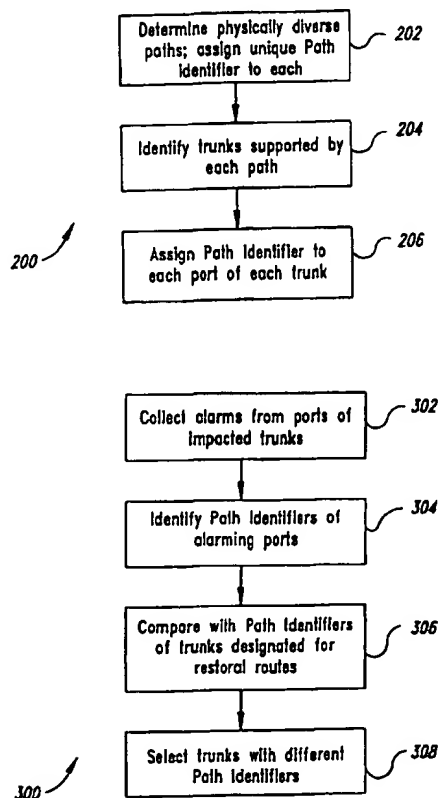 Determine physically diverse
paths; assign unique Path
Identifier to each
202
Identify trunks supported by
each path
204
Assign Path Identifier to
each port of each trunk
206
200
Collect alarms from ports of
impacted trunks
302
Identify Path Identifiers of
alarming ports
304
Compare with Path Identifiers
of trunks designated for
restoral routes
306
Select trunks with different
Path Identifiers
308
300